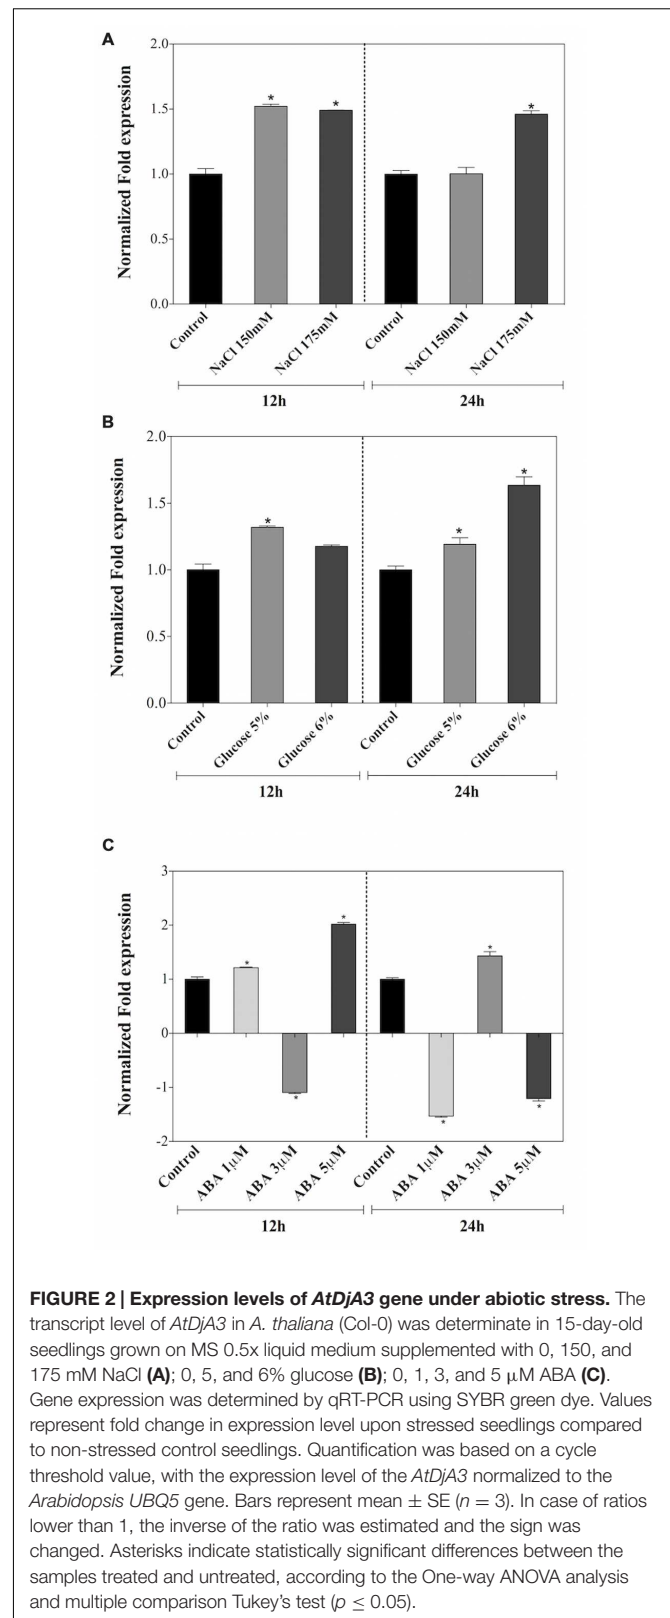 A
Normalized Fold expression
2.0
1.5
1.0
0.5
0.0
* * *
Control
NaCl 150mM
NaCl 175mM
Control
NaCl 150mM
NaCl 175mM
12h
24h
B
Normalized Fold expression
2.0
1.5
1.0
0.5
0.0
* * *
Control
Glucose 5%
Glucose 6%
Control
Glucose 5%
Glucose 6%
12h
24h
C
Normalized Fold expression
3
2
1
0
-1
-2
* * * * * *
Control
ABA 1µM
ABA 3µM
ABA 5µM
Control
ABA 1µM
ABA 3µM
ABA 5µM
12h
24h
FIGURE 2 | Expression levels of AtDjA3 gene under abiotic stress. The
transcript level of AtDjA3 in A. thaliana (Col-0) was determinate in 15-day-old
seedlings grown on MS 0.5x liquid medium supplemented with 0, 150, and
175 mM NaCl (A); 0, 5, and 6% glucose (B); 0, 1, 3, and 5 µM ABA (C).
Gene expression was determined by qRT-PCR using SYBR green dye. Values
represent fold change in expression level upon stressed seedlings compared
to non-stressed control seedlings. Quantification was based on a cycle
threshold value, with the expression level of the AtDjA3 normalized to the
Arabidopsis UBQ5 gene. Bars represent mean ± SE (n = 3). In case of ratios
lower than 1, the inverse of the ratio was estimated and the sign was
changed. Asterisks indicate statistically significant differences between the
samples treated and untreated, according to the One-way ANOVA analysis
and multiple comparison Tukey's test (p ≤ 0.05).